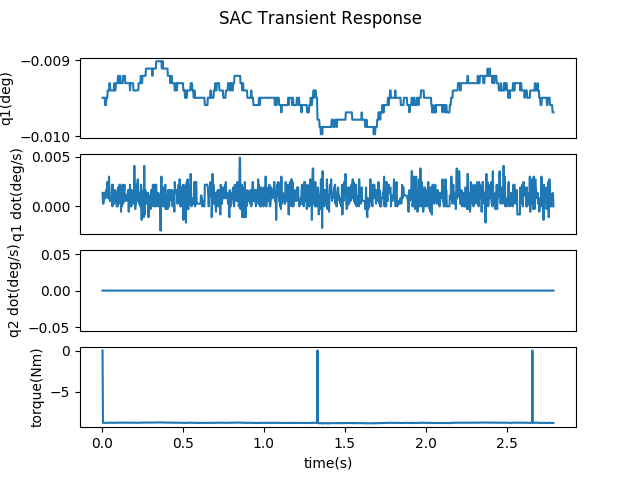 SAC Transient Response
−0.009
−0.010
q1(deg)
0.005
0.000
q1 dot(deg/s)
0.05
0.00
−0.05
q2 dot(deg/s)
0
−5
torque(Nm)
0.0 0.5 1.0 1.5 2.0 2.5
time(s)